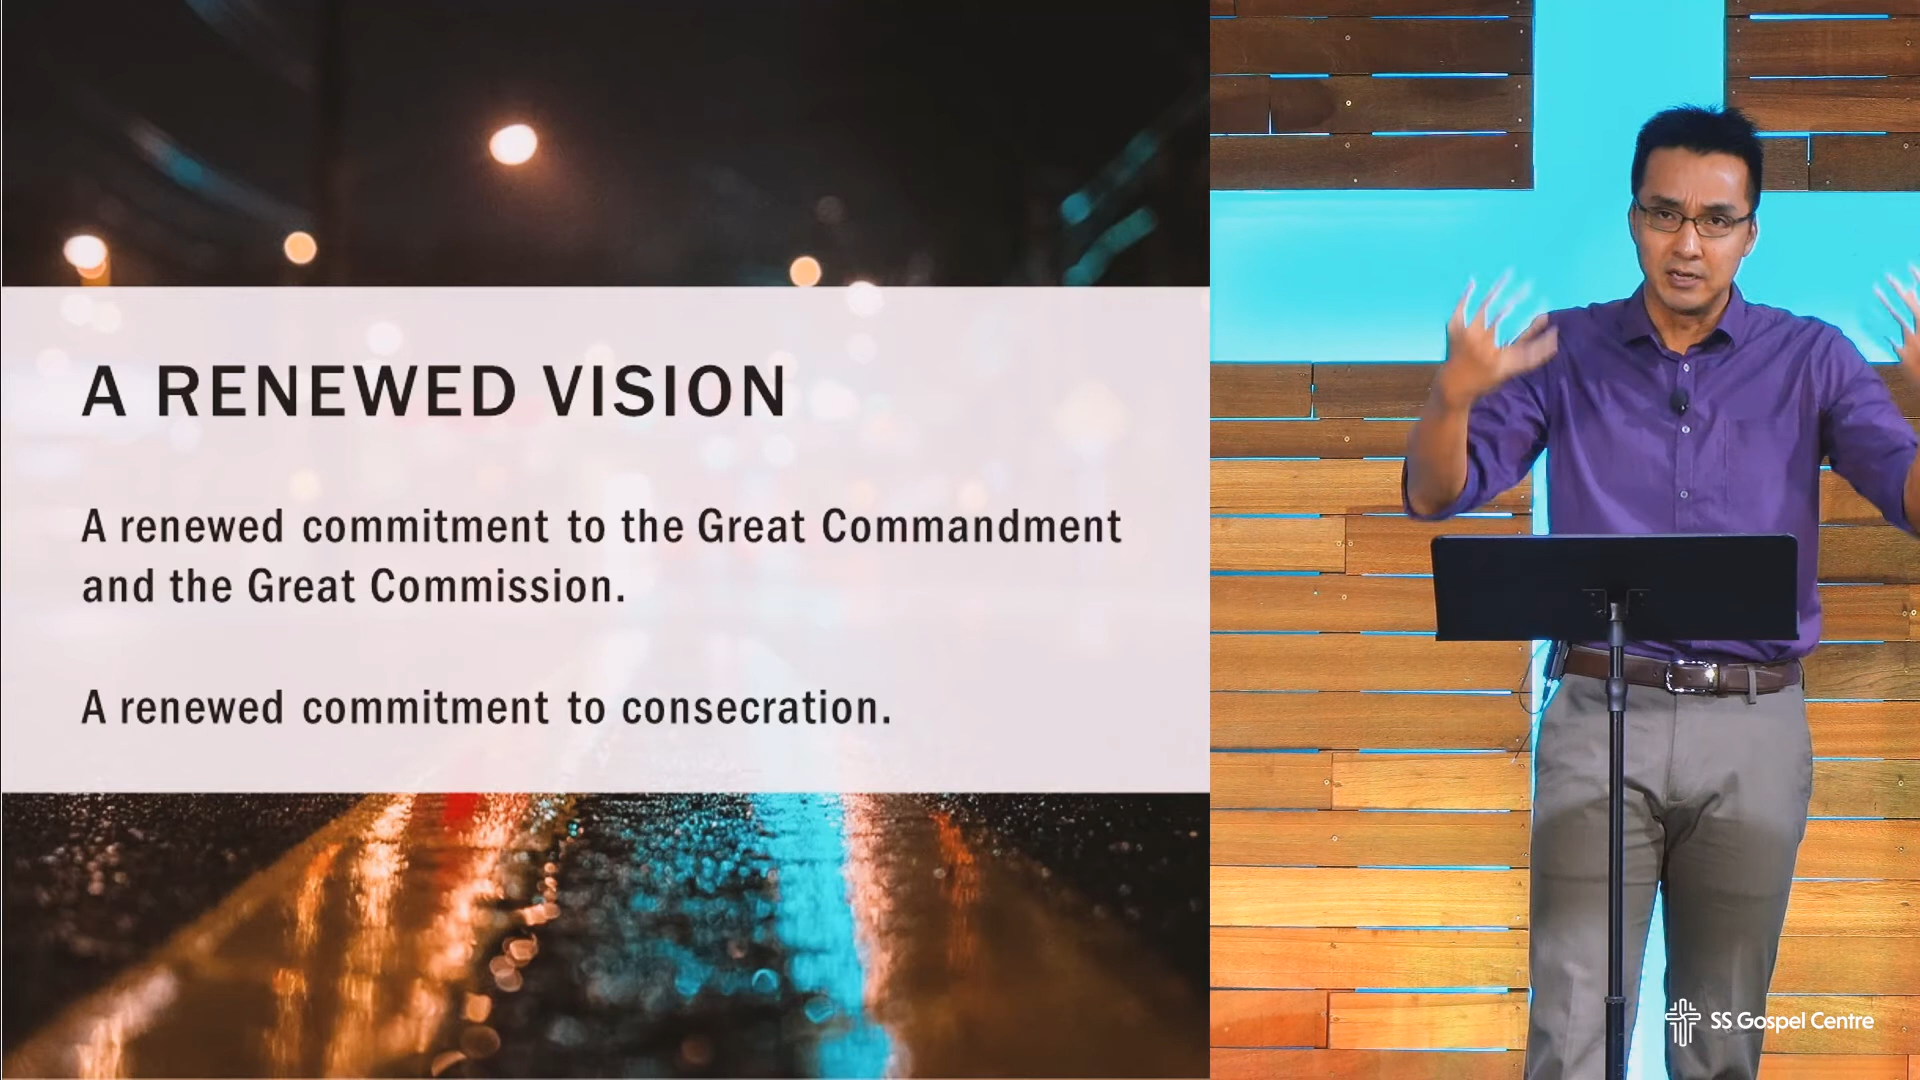 A RENEWED VISION
A renewed commitment to the Great Commandment
and the Great Commission.
A renewed commitment to consecration.
SS Gospel Centre